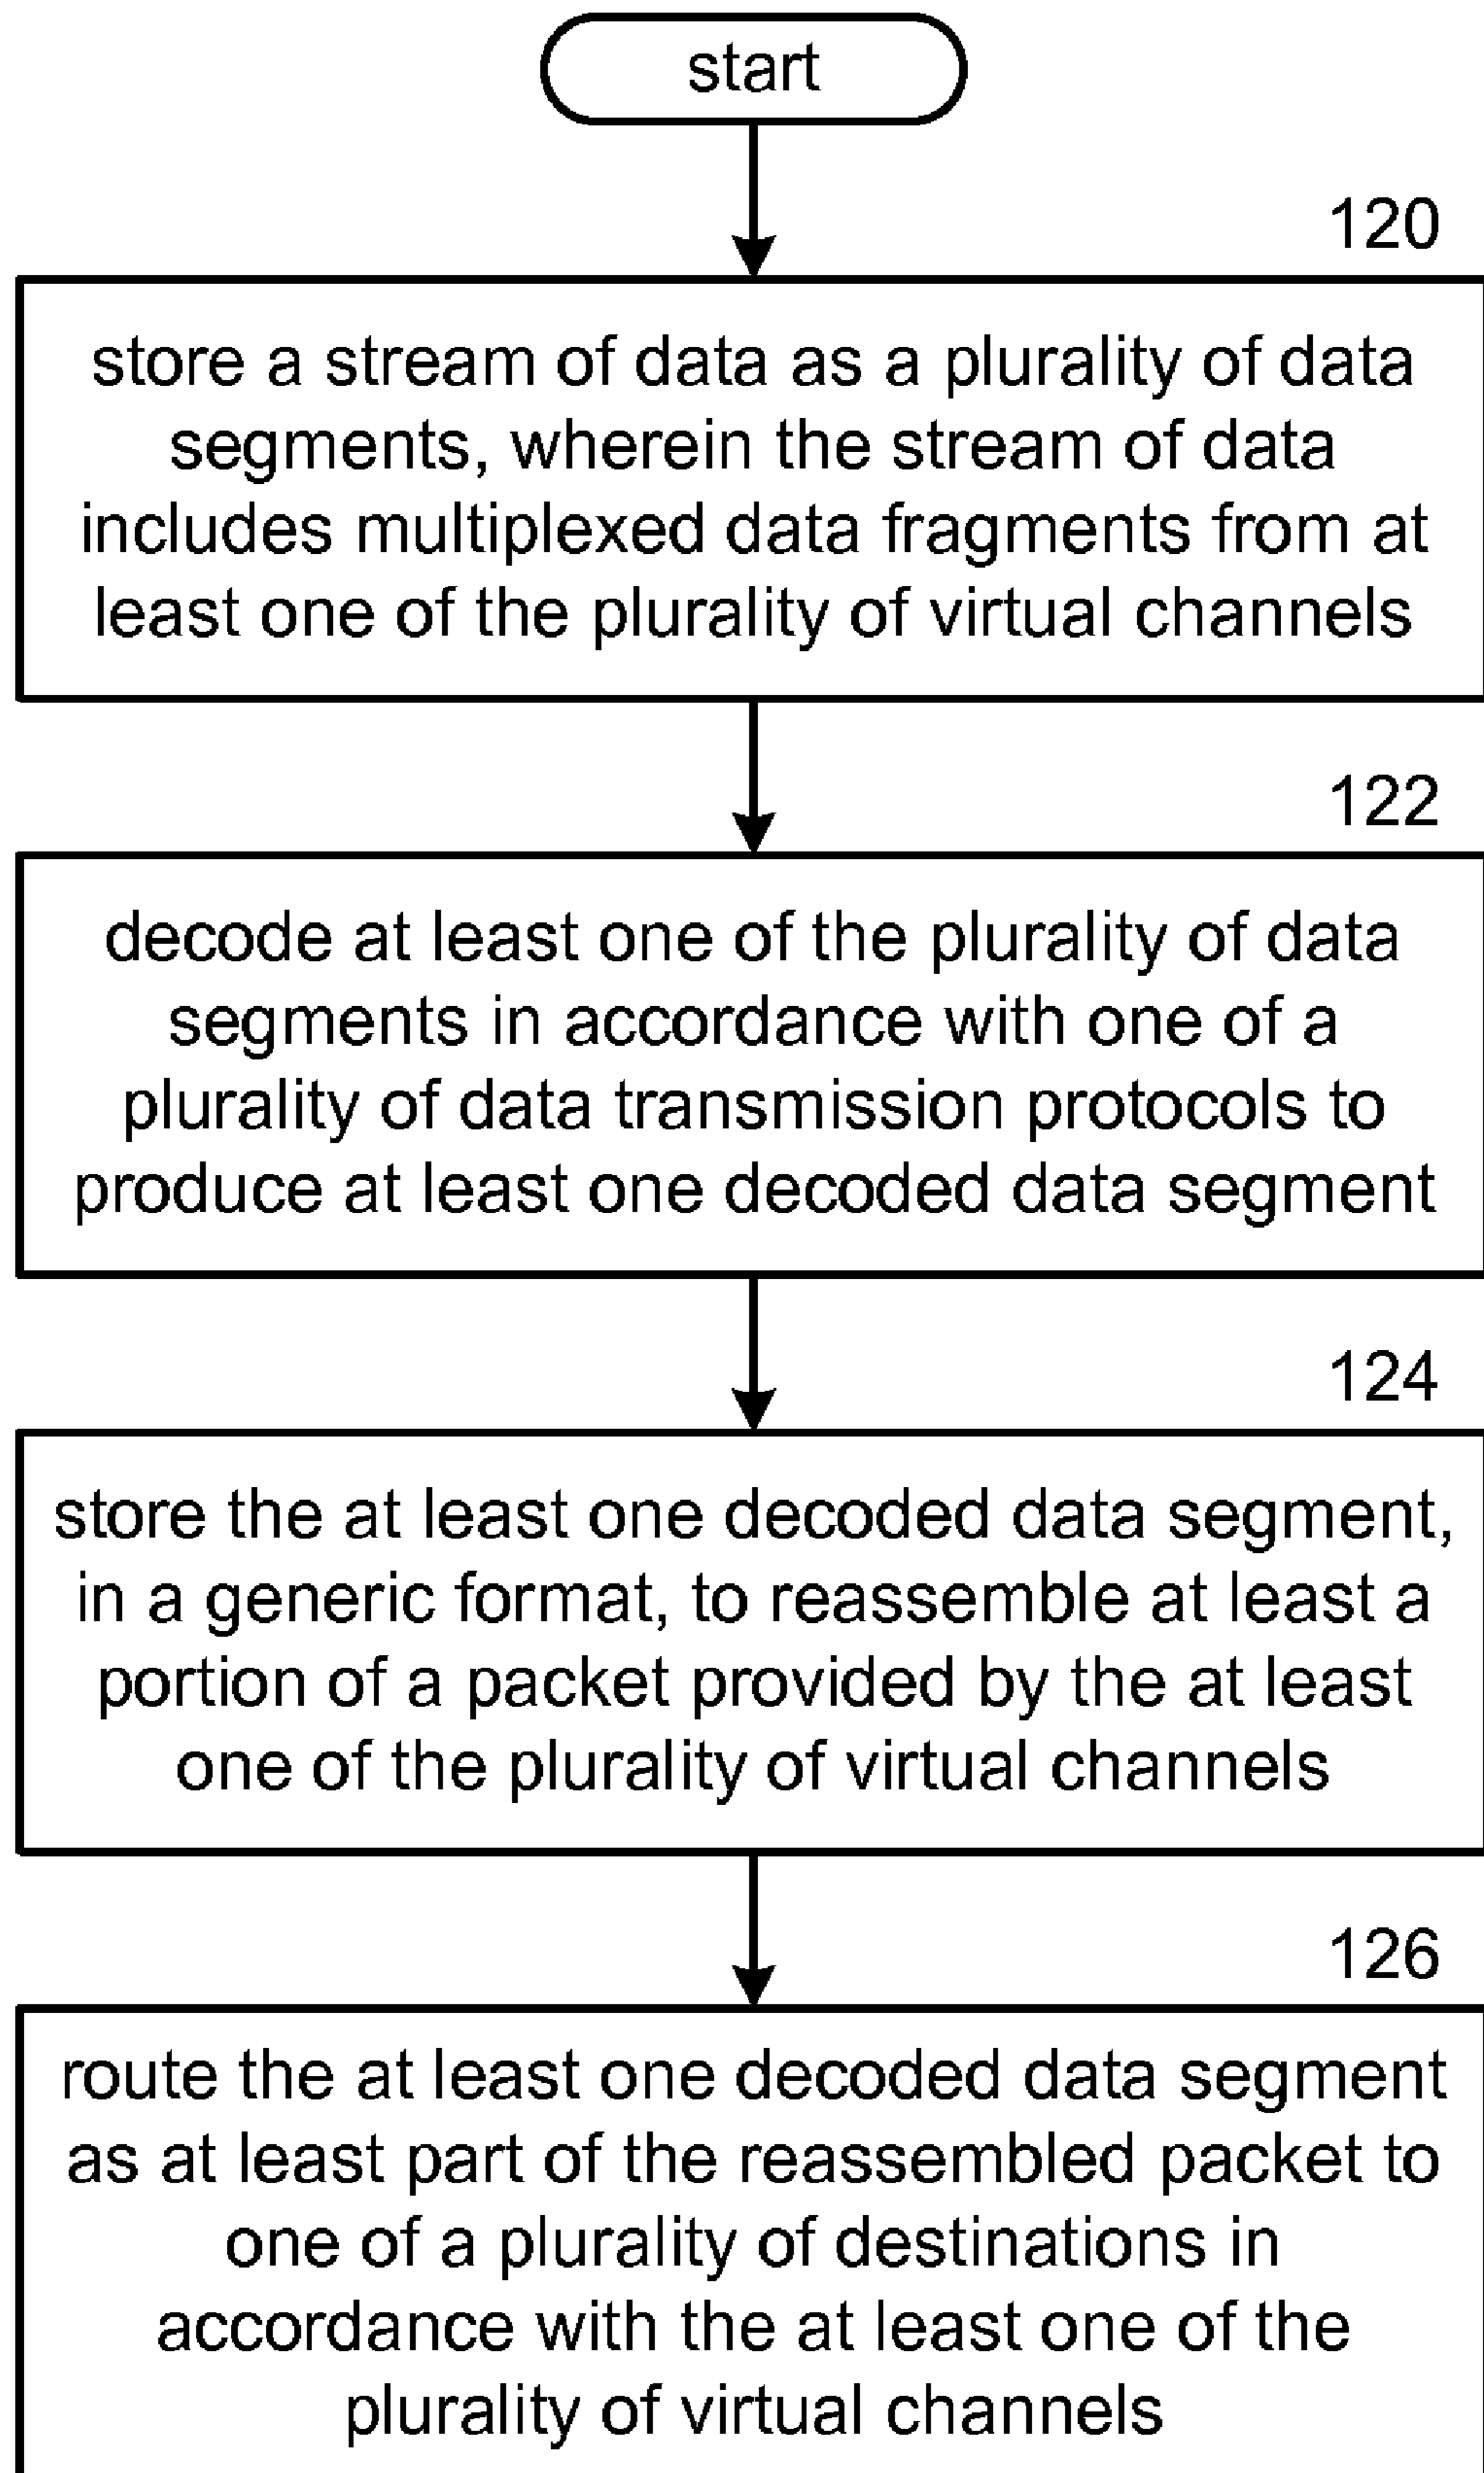 start
120
store a stream of data as a plurality of data
segments, wherein the stream of data
includes multiplexed data fragments from at
least one of the plurality of virtual channels
122
decode at least one of the plurality of data
segments in accordance with one of a
plurality of data transmission protocols to
produce at least one decoded data segment
124
store the at least one decoded data segment,
in a generic format, to reassemble at least a
portion of a packet provided by the at least
one of the plurality of virtual channels
126
route the at least one decoded data segment
as at least part of the reassembled packet to
one of a plurality of destinations in
accordance with the at least one of the
plurality of virtual channels